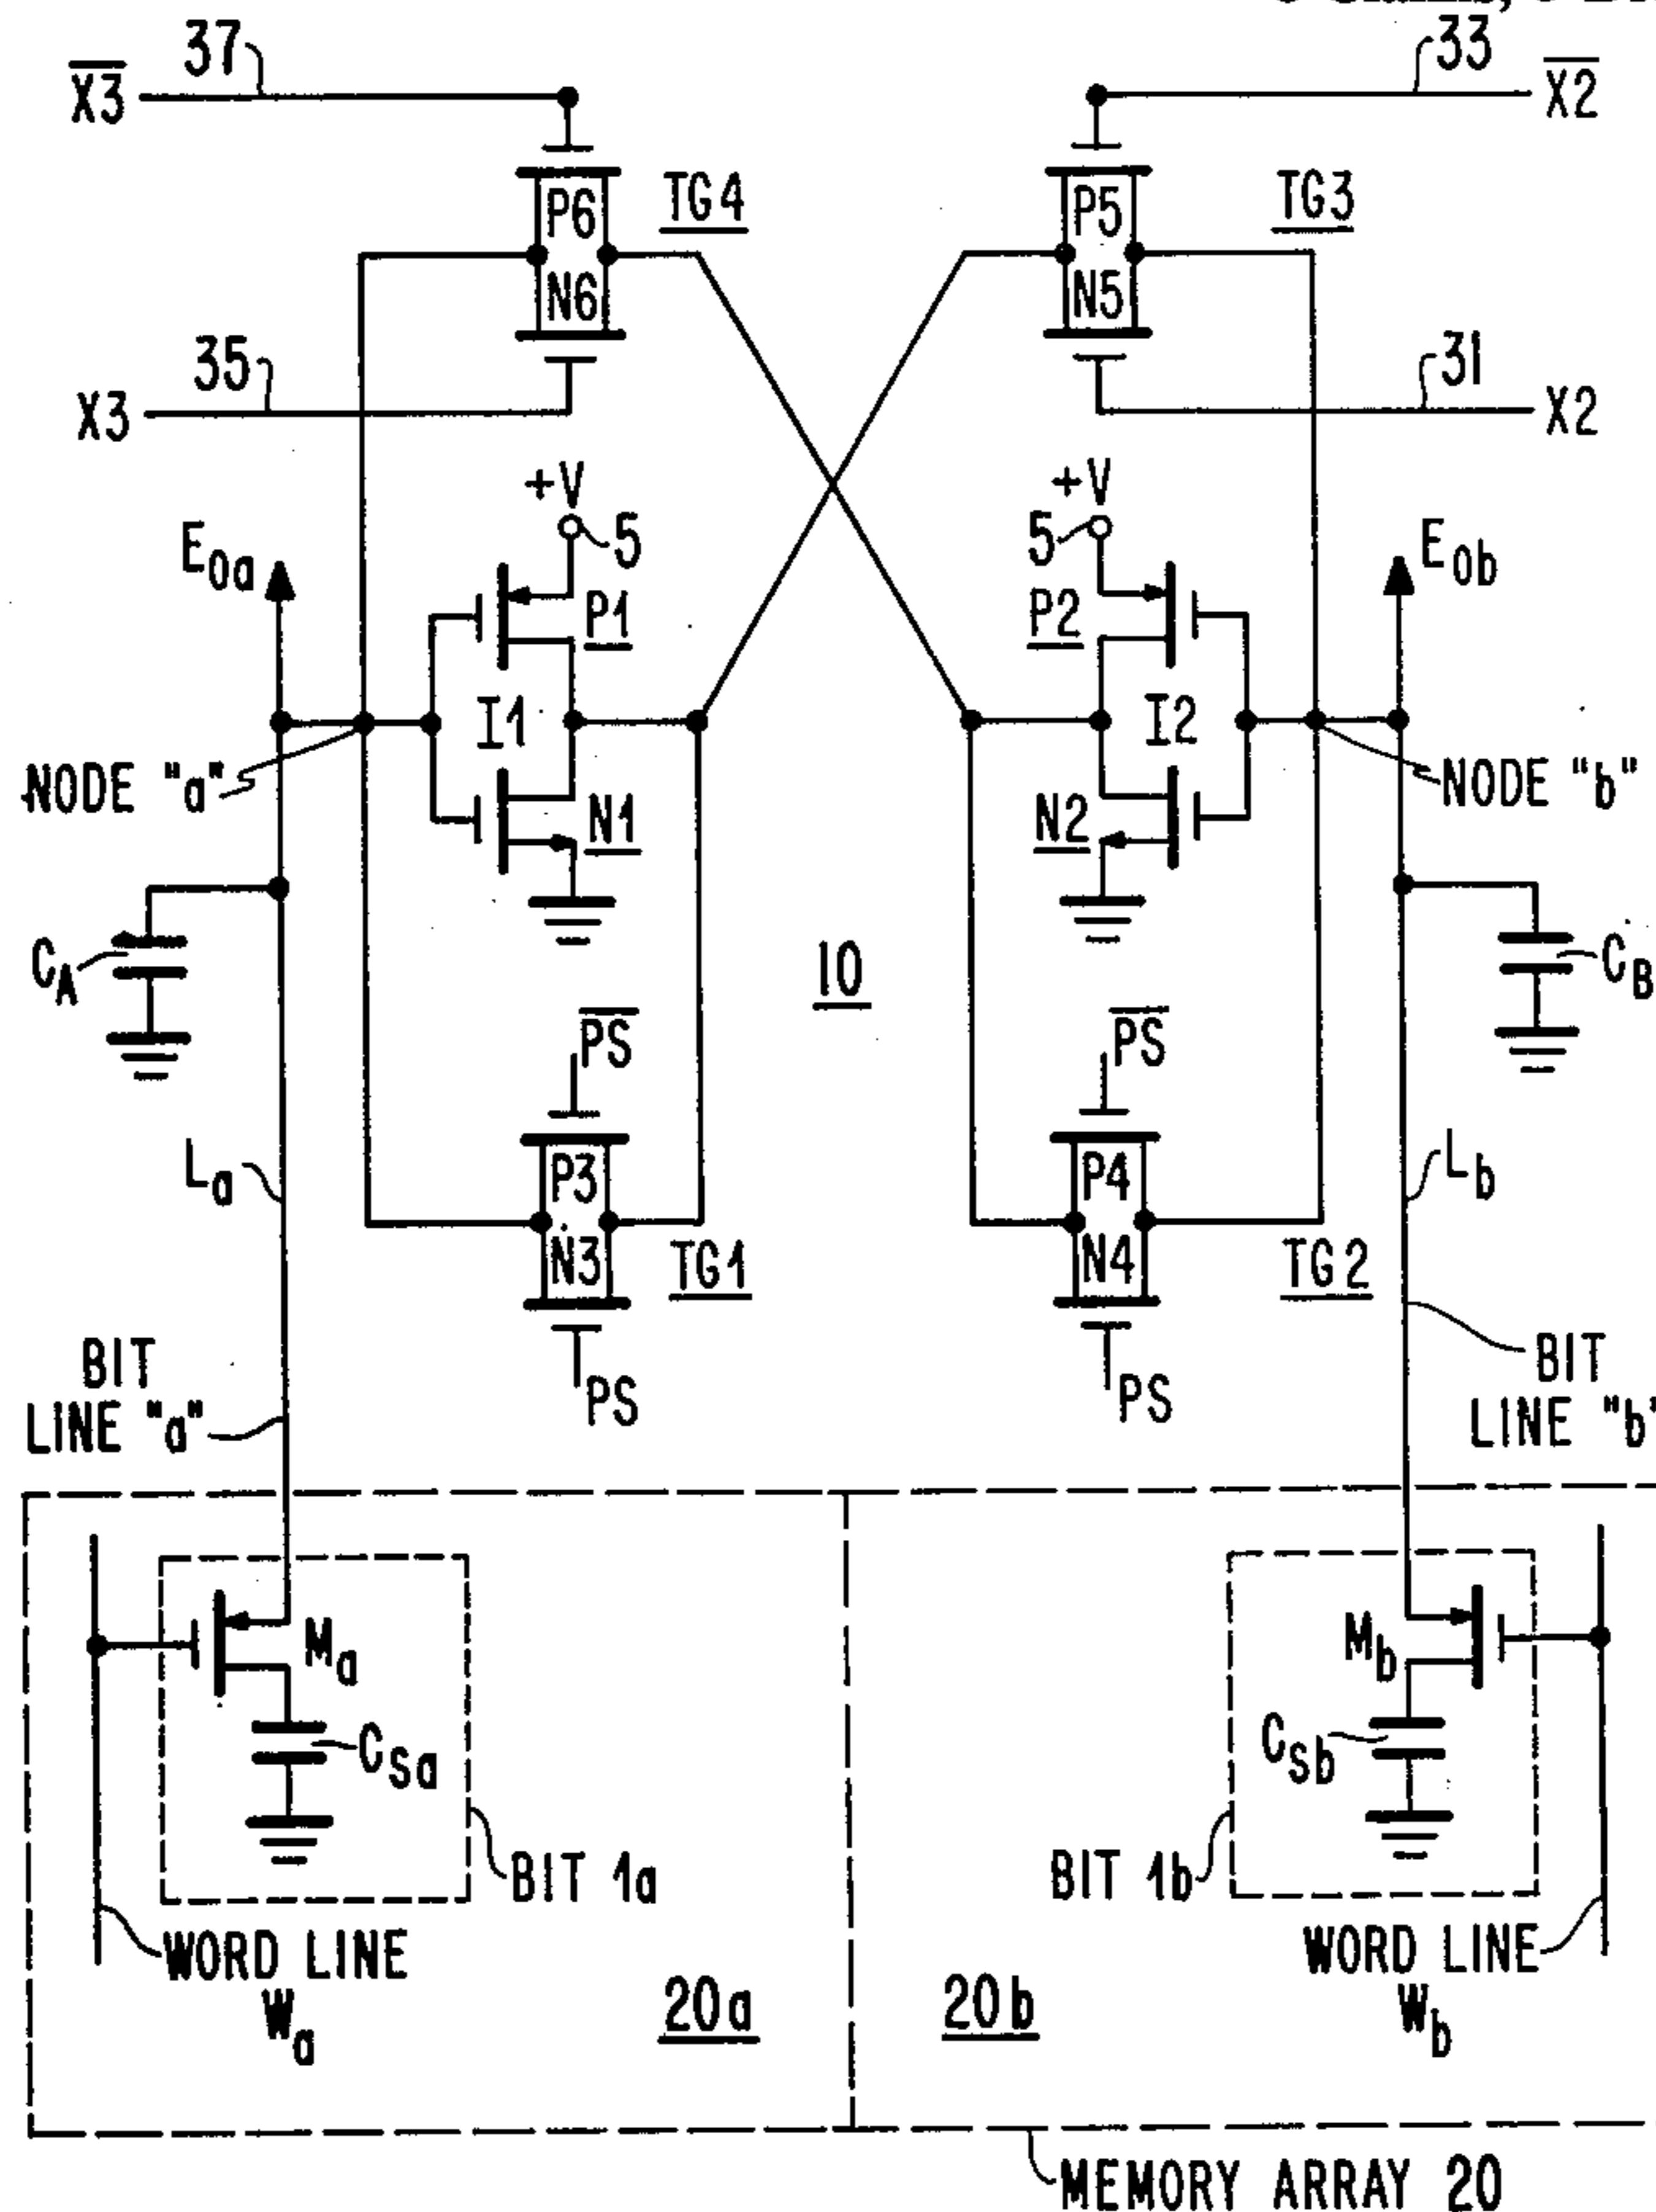 37
33
X3
X2
P6
TG4
P5
TG3
N6
N5
35
31
X3
X2
+V
+V
E0a
5
5
E0b
P1
P2
I1
I2
NODE "a"
NODE "b"
N1
N2
CA
10
CB
PS
PS
La
P3
P4
Lb
N3
TG1
N4
TG2
BIT
LINE "a"
BIT
LINE "b"
PS
PS
Ma
Mb
CSa
CSb
BIT 1a
BIT 1b
WORD LINE
Wa
WORD LINE
Wb
20a
20b
MEMORY ARRAY 20